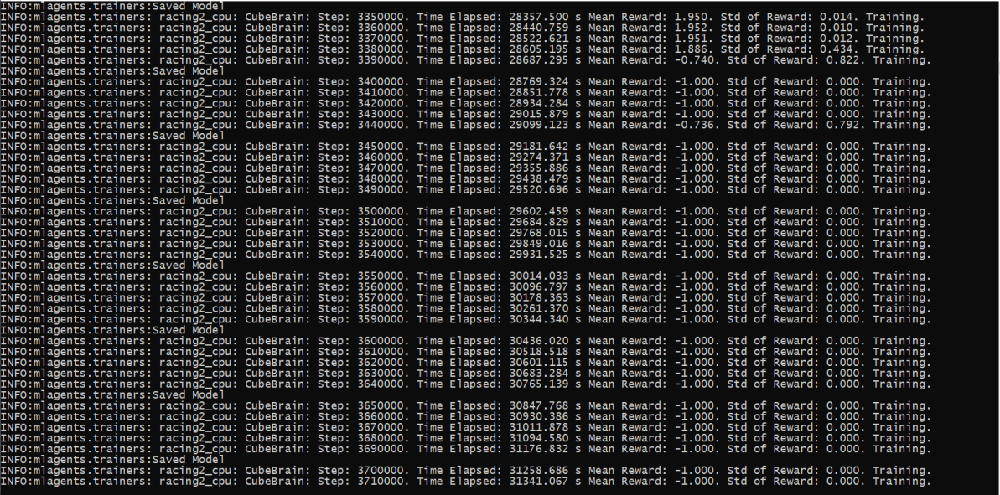 INFO:mlagents.trainers:Saved Model
INFO:mlagents.trainers: racing2_cpu: CubeBrain: Step: 3350000. Time Elapsed: 28357.500 s Mean Reward: 1.950. Std of Reward: 0.014. Training.
INFO:mlagents.trainers: racing2_cpu: CubeBrain: Step: 3360000. Time Elapsed: 28440.759 s Mean Reward: 1.952. Std of Reward: 0.010. Training.
INFO:mlagents.trainers: racing2_cpu: CubeBrain: Step: 3370000. Time Elapsed: 28522.621 s Mean Reward: 1.951. Std of Reward: 0.012. Training.
INFO:mlagents.trainers: racing2_cpu: CubeBrain: Step: 3380000. Time Elapsed: 28605.195 s Mean Reward: 1.886. Std of Reward: 0.434. Training.
INFO:mlagents.trainers: racing2_cpu: CubeBrain: Step: 3390000. Time Elapsed: 28687.295 s Mean Reward: -0.740. Std of Reward: 0.822. Training.
INFO:mlagents.trainers:Saved Model
INFO:mlagents.trainers: racing2_cpu: CubeBrain: Step: 3400000. Time Elapsed: 28769.324 s Mean Reward: -1.000. Std of Reward: 0.000. Training.
INFO:mlagents.trainers: racing2_cpu: CubeBrain: Step: 3410000. Time Elapsed: 28851.778 s Mean Reward: -1.000. Std of Reward: 0.000. Training.
INFO:mlagents.trainers: racing2_cpu: CubeBrain: Step: 3420000. Time Elapsed: 28934.284 s Mean Reward: -1.000. Std of Reward: 0.000. Training.
INFO:mlagents.trainers: racing2_cpu: CubeBrain: Step: 3430000. Time Elapsed: 29015.879 s Mean Reward: -1.000. Std of Reward: 0.000. Training.
INFO:mlagents.trainers: racing2_cpu: CubeBrain: Step: 3440000. Time Elapsed: 29099.123 s Mean Reward: -0.736. Std of Reward: 0.792. Training.
INFO:mlagents.trainers:Saved Model
INFO:mlagents.trainers: racing2_cpu: CubeBrain: Step: 3450000. Time Elapsed: 29181.642 s Mean Reward: -1.000. Std of Reward: 0.000. Training.
INFO:mlagents.trainers: racing2_cpu: CubeBrain: Step: 3460000. Time Elapsed: 29274.371 s Mean Reward: -1.000. Std of Reward: 0.000. Training.
INFO:mlagents.trainers: racing2_cpu: CubeBrain: Step: 3470000. Time Elapsed: 29355.886 s Mean Reward: -1.000. Std of Reward: 0.000. Training.
INFO:mlagents.trainers: racing2_cpu: CubeBrain: Step: 3480000. Time Elapsed: 29438.479 s Mean Reward: -1.000. Std of Reward: 0.000. Training.
INFO:mlagents.trainers: racing2_cpu: CubeBrain: Step: 3490000. Time Elapsed: 29520.696 s Mean Reward: -1.000. Std of Reward: 0.000. Training.
INFO:mlagents.trainers:Saved Model
INFO:mlagents.trainers: racing2_cpu: CubeBrain: Step: 3500000. Time Elapsed: 29602.459 s Mean Reward: -1.000. Std of Reward: 0.000. Training.
INFO:mlagents.trainers: racing2_cpu: CubeBrain: Step: 3510000. Time Elapsed: 29684.829 s Mean Reward: -1.000. Std of Reward: 0.000. Training.
INFO:mlagents.trainers: racing2_cpu: CubeBrain: Step: 3520000. Time Elapsed: 29768.015 s Mean Reward: -1.000. Std of Reward: 0.000. Training.
INFO:mlagents.trainers: racing2_cpu: CubeBrain: Step: 3530000. Time Elapsed: 29849.016 s Mean Reward: -1.000. Std of Reward: 0.000. Training.
INFO:mlagents.trainers: racing2_cpu: CubeBrain: Step: 3540000. Time Elapsed: 29931.525 s Mean Reward: -1.000. Std of Reward: 0.000. Training.
INFO:mlagents.trainers:Saved Model
INFO:mlagents.trainers: racing2_cpu: CubeBrain: Step: 3550000. Time Elapsed: 30014.033 s Mean Reward: -1.000. Std of Reward: 0.000. Training.
INFO:mlagents.trainers: racing2_cpu: CubeBrain: Step: 3560000. Time Elapsed: 30096.797 s Mean Reward: -1.000. Std of Reward: 0.000. Training.
INFO:mlagents.trainers: racing2_cpu: CubeBrain: Step: 3570000. Time Elapsed: 30178.363 s Mean Reward: -1.000. Std of Reward: 0.000. Training.
INFO:mlagents.trainers: racing2_cpu: CubeBrain: Step: 3580000. Time Elapsed: 30261.370 s Mean Reward: -1.000. Std of Reward: 0.000. Training.
INFO:mlagents.trainers: racing2_cpu: CubeBrain: Step: 3590000. Time Elapsed: 30344.340 s Mean Reward: -1.000. Std of Reward: 0.000. Training.
INFO:mlagents.trainers:Saved Model
INFO:mlagents.trainers: racing2_cpu: CubeBrain: Step: 3600000. Time Elapsed: 30436.020 s Mean Reward: -1.000. Std of Reward: 0.000. Training.
INFO:mlagents.trainers: racing2_cpu: CubeBrain: Step: 3610000. Time Elapsed: 30518.518 s Mean Reward: -1.000. Std of Reward: 0.000. Training.
INFO:mlagents.trainers: racing2_cpu: CubeBrain: Step: 3620000. Time Elapsed: 30601.115 s Mean Reward: -1.000. Std of Reward: 0.000. Training.
INFO:mlagents.trainers: racing2_cpu: CubeBrain: Step: 3630000. Time Elapsed: 30683.284 s Mean Reward: -1.000. Std of Reward: 0.000. Training.
INFO:mlagents.trainers: racing2_cpu: CubeBrain: Step: 3640000. Time Elapsed: 30765.139 s Mean Reward: -1.000. Std of Reward: 0.000. Training.
INFO:mlagents.trainers:Saved Model
INFO:mlagents.trainers: racing2_cpu: CubeBrain: Step: 3650000. Time Elapsed: 30847.768 s Mean Reward: -1.000. Std of Reward: 0.000. Training.
INFO:mlagents.trainers: racing2_cpu: CubeBrain: Step: 3660000. Time Elapsed: 30930.386 s Mean Reward: -1.000. Std of Reward: 0.000. Training.
INFO:mlagents.trainers: racing2_cpu: CubeBrain: Step: 3670000. Time Elapsed: 31011.878 s Mean Reward: -1.000. Std of Reward: 0.000. Training.
INFO:mlagents.trainers: racing2_cpu: CubeBrain: Step: 3680000. Time Elapsed: 31094.580 s Mean Reward: -1.000. Std of Reward: 0.000. Training.
INFO:mlagents.trainers: racing2_cpu: CubeBrain: Step: 3690000. Time Elapsed: 31176.832 s Mean Reward: -1.000. Std of Reward: 0.000. Training.
INFO:mlagents.trainers:Saved Model
INFO:mlagents.trainers: racing2_cpu: CubeBrain: Step: 3700000. Time Elapsed: 31258.686 s Mean Reward: -1.000. Std of Reward: 0.000. Training.
INFO:mlagents.trainers: racing2_cpu: CubeBrain: Step: 3710000. Time Elapsed: 31341.067 s Mean Reward: -1.000. Std of Reward: 0.000. Training.